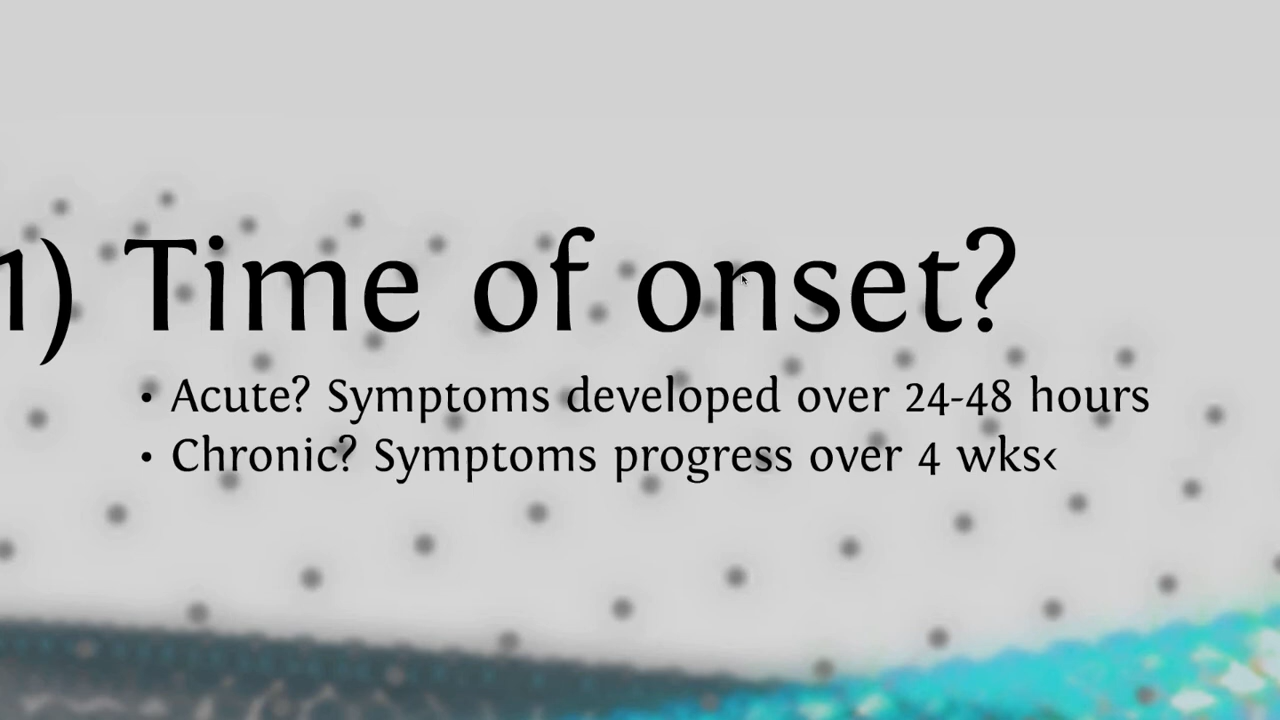 1) Time of onset?
• Acute? Symptoms developed over 24-48 hours
• Chronic? Symptoms progress over 4 wks<